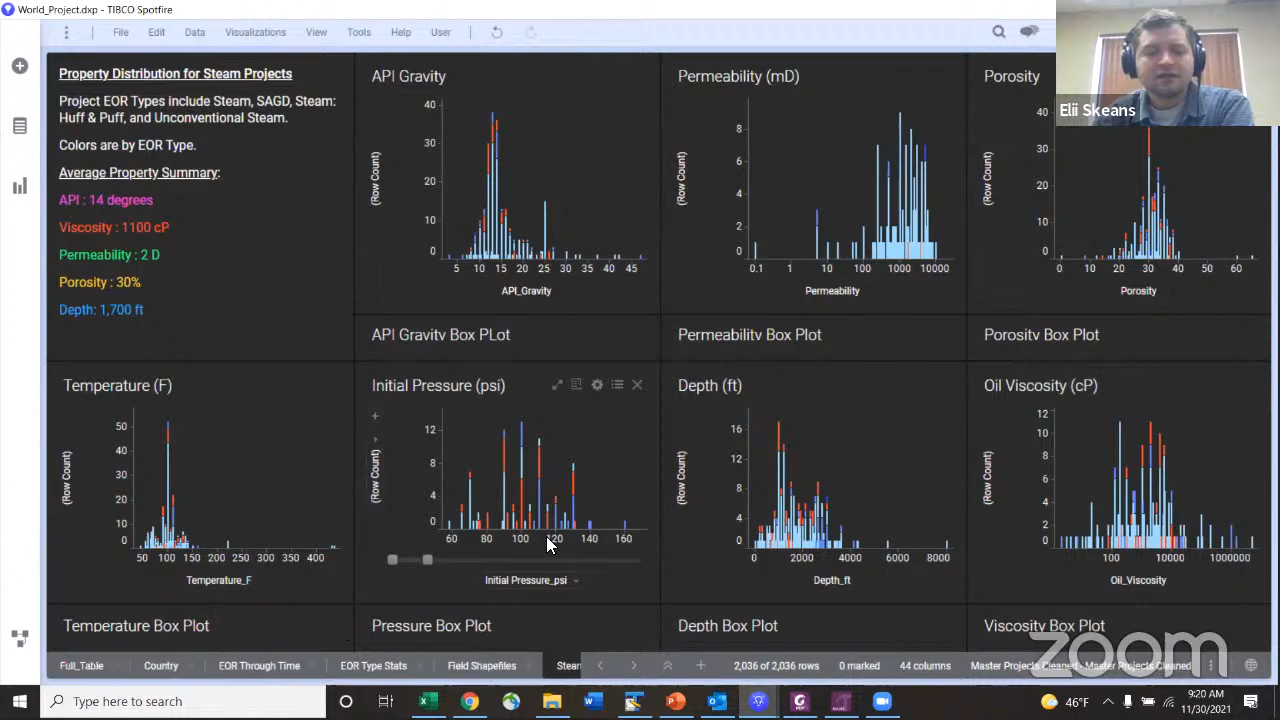 World_Project.dxp - TIBCO Spotfire
File Edit Data Visualizations View Tools Help User
Elii Skeans
Property Distribution for Steam Projects
Project EOR Types include Steam, SAGD, Steam:
Huff & Puff, and Unconventional Steam.
Colors are by EOR Type.
Average Property Summary:
API : 14 degrees
Viscosity : 1100 cP
Permeability : 2 D
Porosity : 30%
Depth: 1,700 ft
API Gravity
(Row Count)
40
30
20
10
0
5 10 15 20 25 30 35 40 45
API_Gravity
Permeability (mD)
(Row Count)
8
6
4
2
0
0.1 1 10 100 1000 10000
Permeability
Porosity
(Row Count)
40
30
20
10
0
0 10 20 30 40 50 60
Porosity
API Gravity Box PLot
Permeability Box Plot
Porosity Box Plot
Temperature (F)
(Row Count)
50
40
30
20
10
0
50 100 150 200 250 300 350 400
Temperature_F
Initial Pressure (psi)
(Row Count)
12
8
4
0
60 80 100 120 140 160
Initial Pressure_psi
Depth (ft)
(Row Count)
16
12
8
4
0
0 2000 4000 6000 8000
Depth_ft
Oil Viscosity (cP)
(Row Count)
12
10
8
6
4
2
0
100 10000 1000000
Oil_Viscosity
Temperature Box Plot
Pressure Box Plot
Depth Box Plot
Viscosity Box Plot
zoom
Full_Table Country EOR Through Time EOR Type Stats Field Shapefiles Stean 2,036 of 2,036 rows 0 marked 44 columns Master Projects Cleaned - Master Projects Cleaned
Type here to search
46°F
9:20 AM
11/30/2021